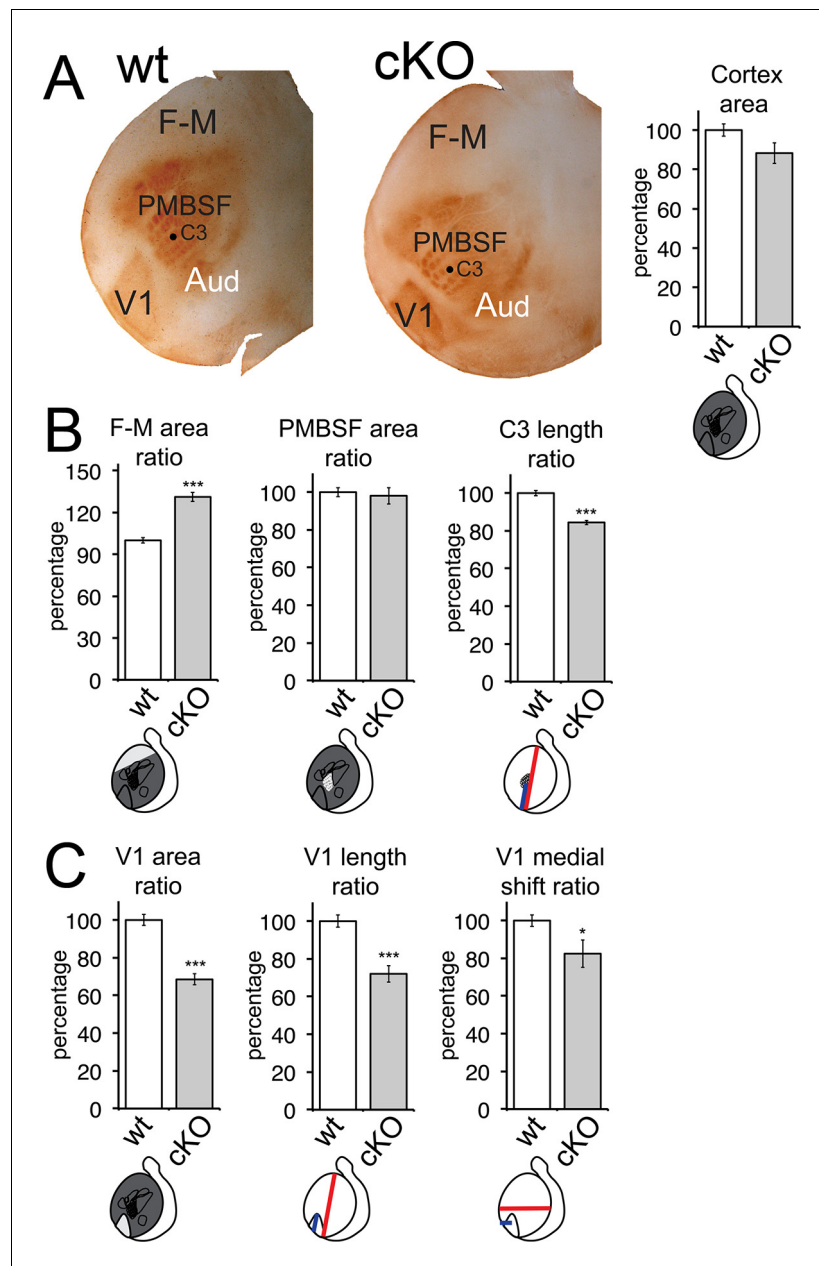 A
wt
cKO
F-M
PMBSF
C3
Aud
V1
F-M
PMBSF
C3
Aud
V1
Cortex
area
percentage
100
80
60
40
20
0
wt
cKO
B
F-M area
ratio
percentage
150
120
90
60
30
0
***
wt
cKO
PMBSF area
ratio
percentage
100
80
60
40
20
0
wt
cKO
C3 length
ratio
percentage
100
80
60
40
20
0
***
wt
cKO
C
V1 area
ratio
percentage
100
80
60
40
20
0
***
wt
cKO
V1 length
ratio
percentage
100
80
60
40
20
0
***
wt
cKO
V1 medial
shift ratio
percentage
100
80
60
40
20
0
*
wt
cKO